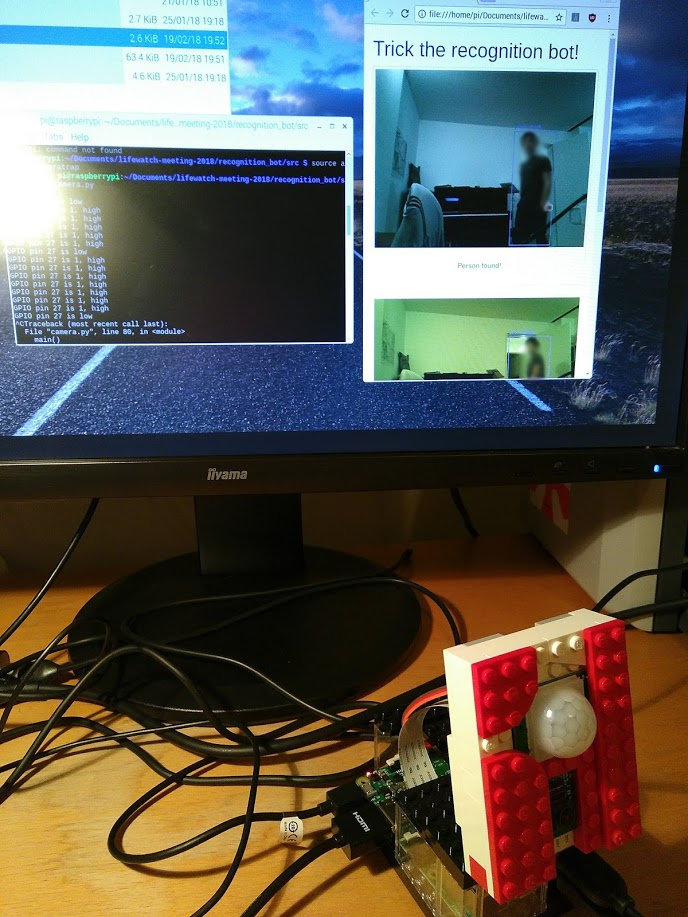 21/01/18 10:51
2.7 KiB 25/01/18 19:18
2.6 KiB 19/02/18 19:52
63.4 KiB 19/02/18 19:51
4.6 KiB 25/01/18 19:18
file:///home/pi/Documents/lifewa
Trick the recognition bot!
Person found!
pi@raspberrypi: ~/Documents/life..meeting-2018/recognition_bot/src
Tabs Help
command not found
rrypi:~/Documents/lifewatch-meeting-2018/recognition_bot/src $ source a
pi@raspberrypi:~/Documents/lifewatch-meeting-2018/recognition_bot/s
camera.py
low
is 1, high
is 1, high
is 1, high
is 1, high
is 1, high
GPIO pin 27 is low
GPIO pin 27 is 1, high
GPIO pin 27 is 1, high
GPIO pin 27 is 1, high
GPIO pin 27 is 1, high
GPIO pin 27 is 1, high
GPIO pin 27 is 1, high
GPIO pin 27 is low
^CTraceback (most recent call last):
File "camera.py", line 80, in <module>
main()
iiyama
HDMI